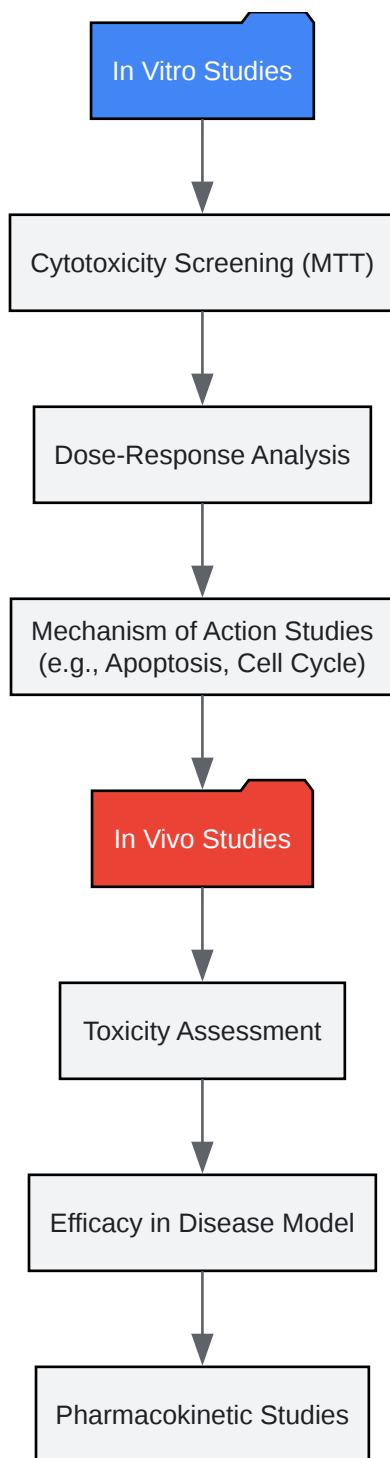 In Vitro Studies
Cytotoxicity Screening (MTT)
Dose-Response Analysis
Mechanism of Action Studies
(e.g., Apoptosis, Cell Cycle)
In Vivo Studies
Toxicity Assessment
Efficacy in Disease Model
Pharmacokinetic Studies